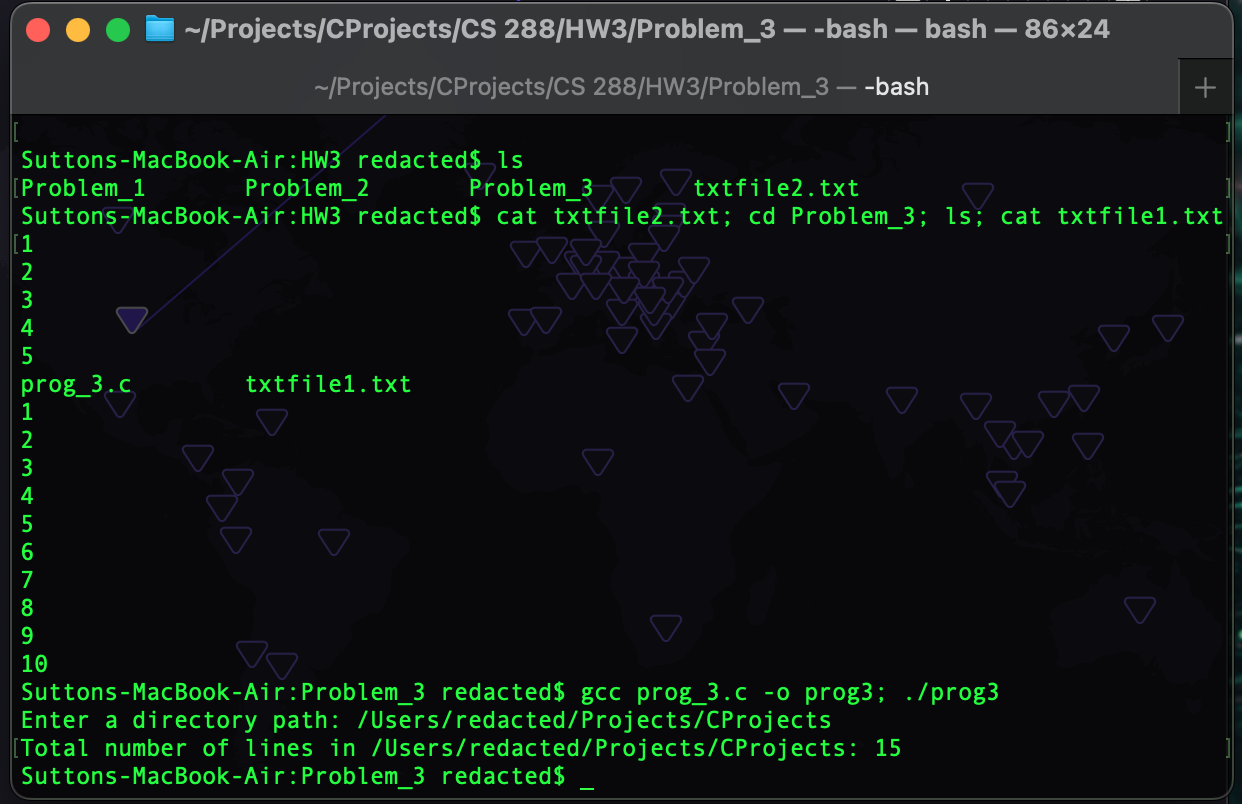 ~/Projects/CProjects/CS 288/HW3/Problem_3 — -bash — bash — 86×24
~/Projects/CProjects/CS 288/HW3/Problem_3 — -bash
+
[ ]
Suttons-MacBook-Air:HW3 redacted$ ls
[Problem_1 Problem_2 Problem_3 txtfile2.txt ]
Suttons-MacBook-Air:HW3 redacted$ cat txtfile2.txt; cd Problem_3; ls; cat txtfile1.txt
[1 ]
2
3
4
5
prog_3.c txtfile1.txt
1
2
3
4
5
6
7
8
9
10
Suttons-MacBook-Air:Problem_3 redacted$ gcc prog_3.c -o prog3; ./prog3
Enter a directory path: /Users/redacted/Projects/CProjects
[Total number of lines in /Users/redacted/Projects/CProjects: 15 ]
Suttons-MacBook-Air:Problem_3 redacted$ _